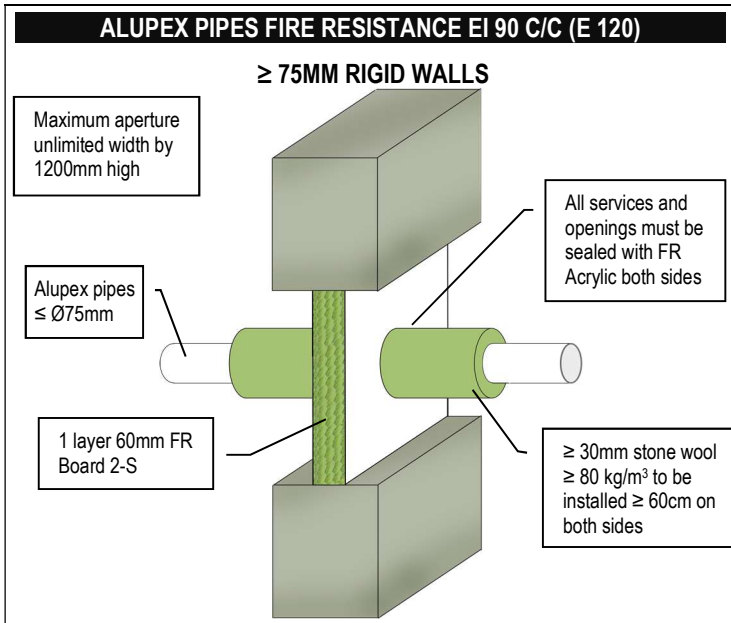 ALUPEX PIPES FIRE RESISTANCE EI 90 C/C (E 120)
≥ 75MM RIGID WALLS
Maximum aperture
unlimited width by
1200mm high
All services and
openings must be
sealed with FR
Acrylic both sides
Alupex pipes
≤ Ø75mm
1 layer 60mm FR
Board 2-S
≥ 30mm stone wool
≥ 80 kg/m³ to be
installed ≥ 60cm on
both sides